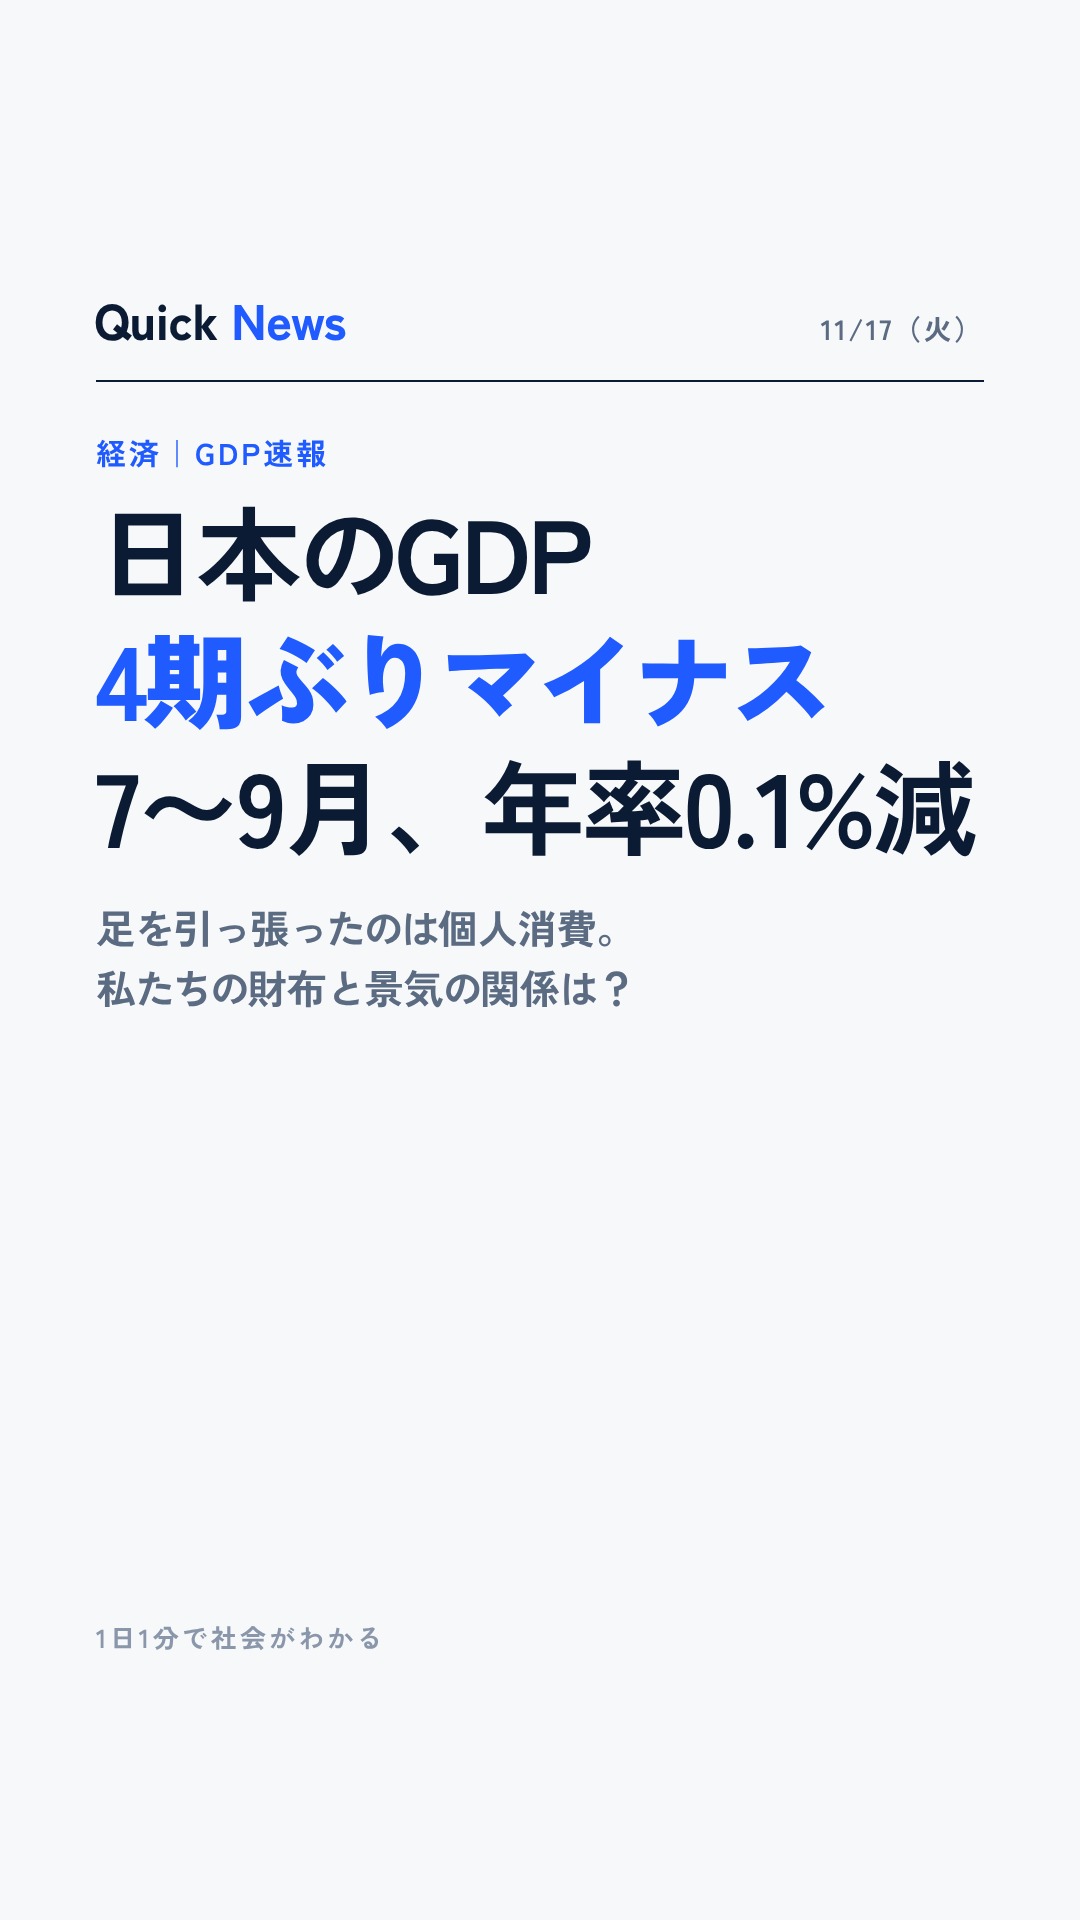 Quick News
11/17（火）
経済｜GDP速報
日本のGDP
4期ぶりマイナス
7〜9月、年率0.1%減
足を引っ張ったのは個人消費。
私たちの財布と景気の関係は？
1日1分で社会がわかる